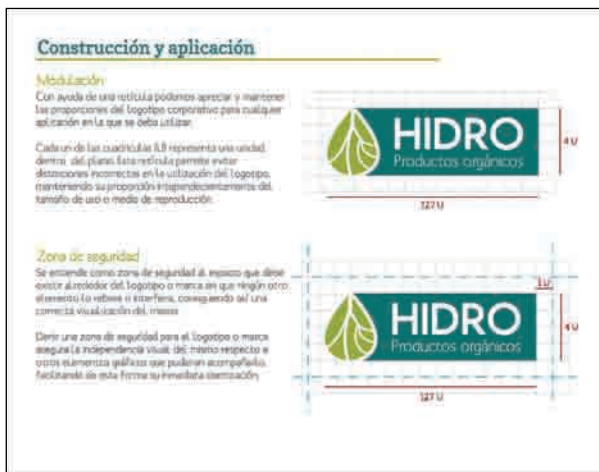 Construcción y aplicación
Modulación
Con ayuda de una retícula podemos apreciar y mantener
las proporciones del logotipo corporativo para cualquier
aplicación en la que se deba utilizar.
Cada un de las cuadrículas (U) representa una unidad
dentro del plano. Esta retícula permite evitar
distorsiones incorrectas en la utilización del logotipo,
manteniendo su proporción independientemente del
tamaño de uso o medio de reproducción.
HIDRO
Productos orgánicos
4 U
12.7 U
Zona de seguridad
Se entiende como zona de seguridad al espacio que debe
existir alrededor del logotipo o marca sin que ningún otro
elemento lo rebase o interfiera, consiguiendo así una
correcta visualización del mismo.
una zona de seguridad para el logotipo o marca
asegura la independencia visual del mismo respecto a
otros elementos gráficos que pudieran acompañarlo,
facilitando de esta forma su inmediata
1 U
HIDRO
Productos orgánicos
4 U
12.7 U